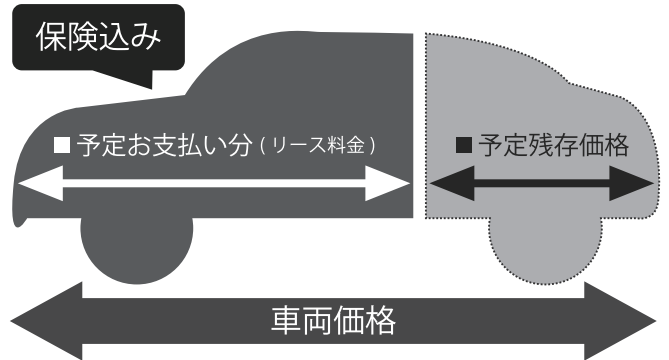 保険込み
■予定お支払い分(リース料金)
■予定残存価格
車両価格